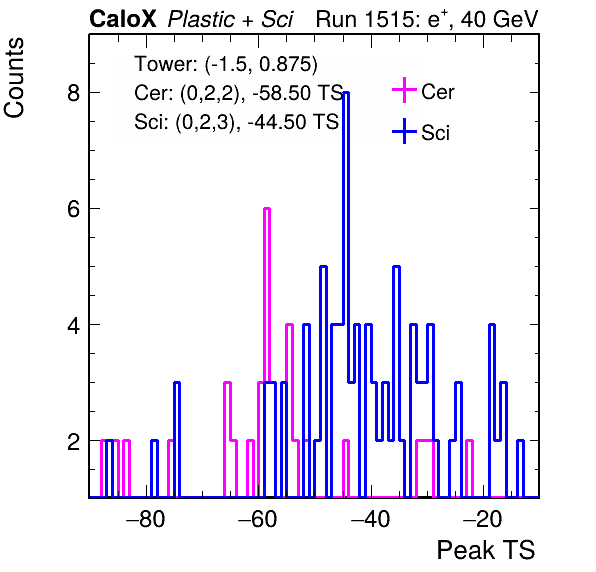 CaloX Plastic + Sci Run 1515: e+, 40 GeV
Counts
Tower: (-1.5, 0.875)
Cer: (0,2,2), -58.50 TS
Sci: (0,2,3), -44.50 TS
Cer
Sci
8
6
4
2
−80 −60 −40 −20
Peak TS